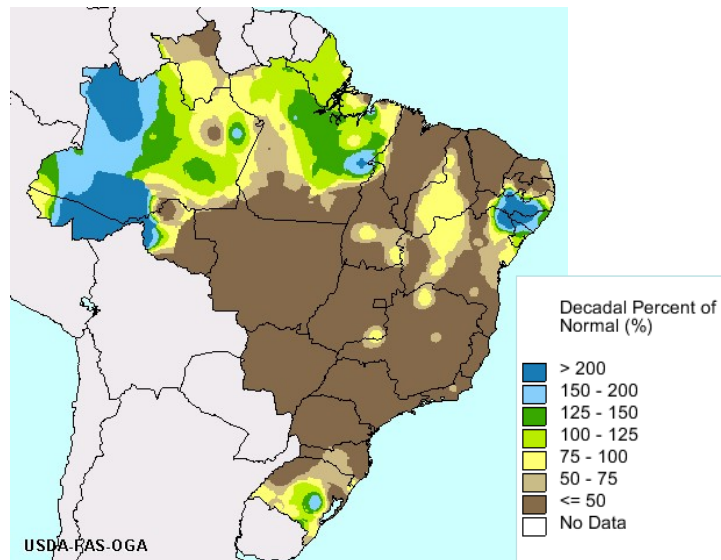 Decadal Percent of
Normal (%)
> 200
150 - 200
125 - 150
100 - 125
75 - 100
50 - 75
<= 50
No Data
USDA-FAS-OGA